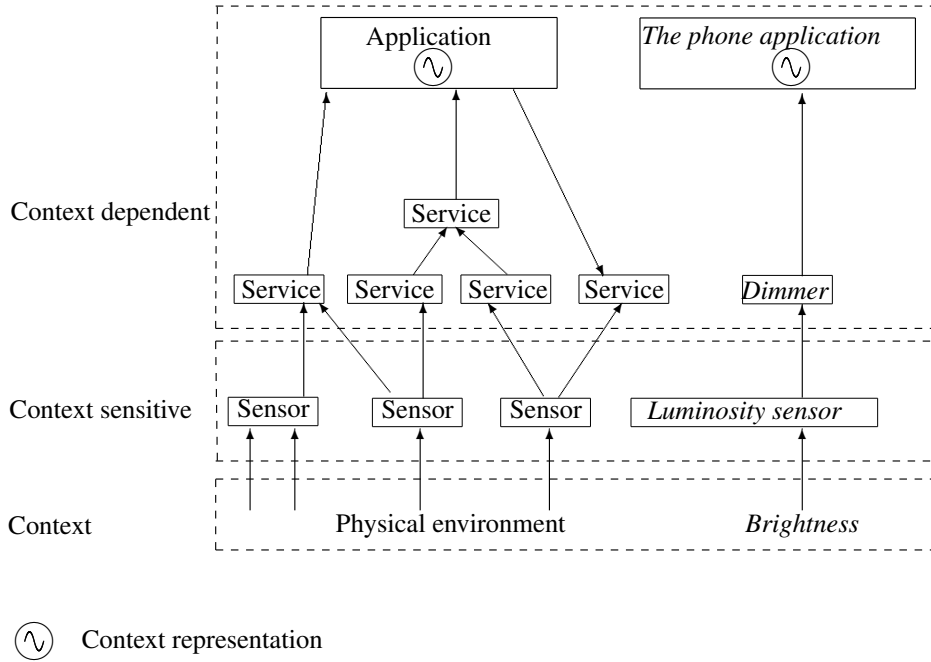 Application
The phone application
Context dependent
Service
Service
Service
Service
Service
Dimmer
Context sensitive
Sensor
Sensor
Sensor
Luminosity sensor
Context
Physical environment
Brightness
Context representation